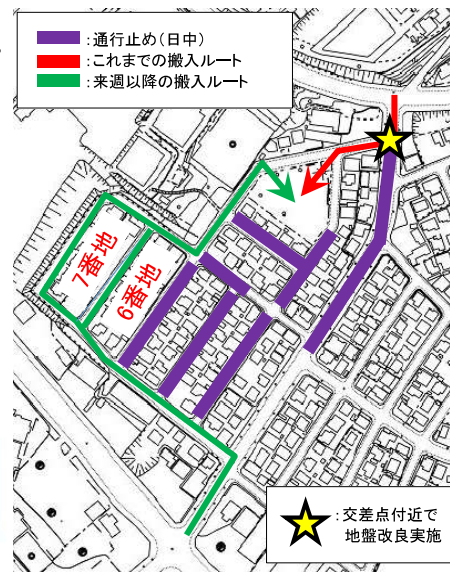 :通行止め(日中)
:これまでの搬入ルート
:来週以降の搬入ルート
7番地
6番地
:交差点付近で
地盤改良実施